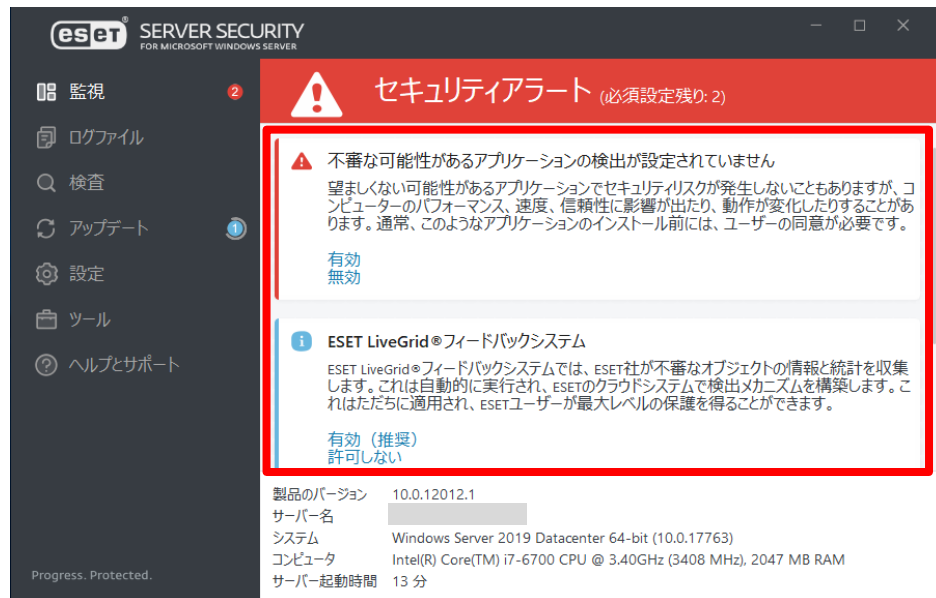 eset® SERVER SECURITY
FOR MICROSOFT WINDOWS SERVER
監視 2
ログファイル
検査
アップデート 1
設定
ツール
ヘルプとサポート
Progress. Protected.
セキュリティアラート (必須設定残り: 2)
不審な可能性があるアプリケーションの検出が設定されていません
望ましくない可能性があるアプリケーションでセキュリティリスクが発生しないこともありますが、コ
ンピューターのパフォーマンス、速度、信頼性に影響が出たり、動作が変化したりすることがあ
ります。通常、このようなアプリケーションのインストール前には、ユーザーの同意が必要です。
有効
無効
ESET LiveGrid®フィードバックシステム
ESET LiveGrid®フィードバックシステムでは、ESET社が不審なオブジェクトの情報と統計を収集
します。これは自動的に実行され、ESETのクラウドシステムで検出メカニズムを構築します。こ
れはただちに適用され、ESETユーザーが最大レベルの保護を得ることができます。
有効（推奨）
許可しない
製品のバージョン 10.0.12012.1
サーバー名
システム Windows Server 2019 Datacenter 64-bit (10.0.17763)
コンピュータ Intel(R) Core(TM) i7-6700 CPU @ 3.40GHz (3408 MHz), 2047 MB RAM
サーバー起動時間 13 分